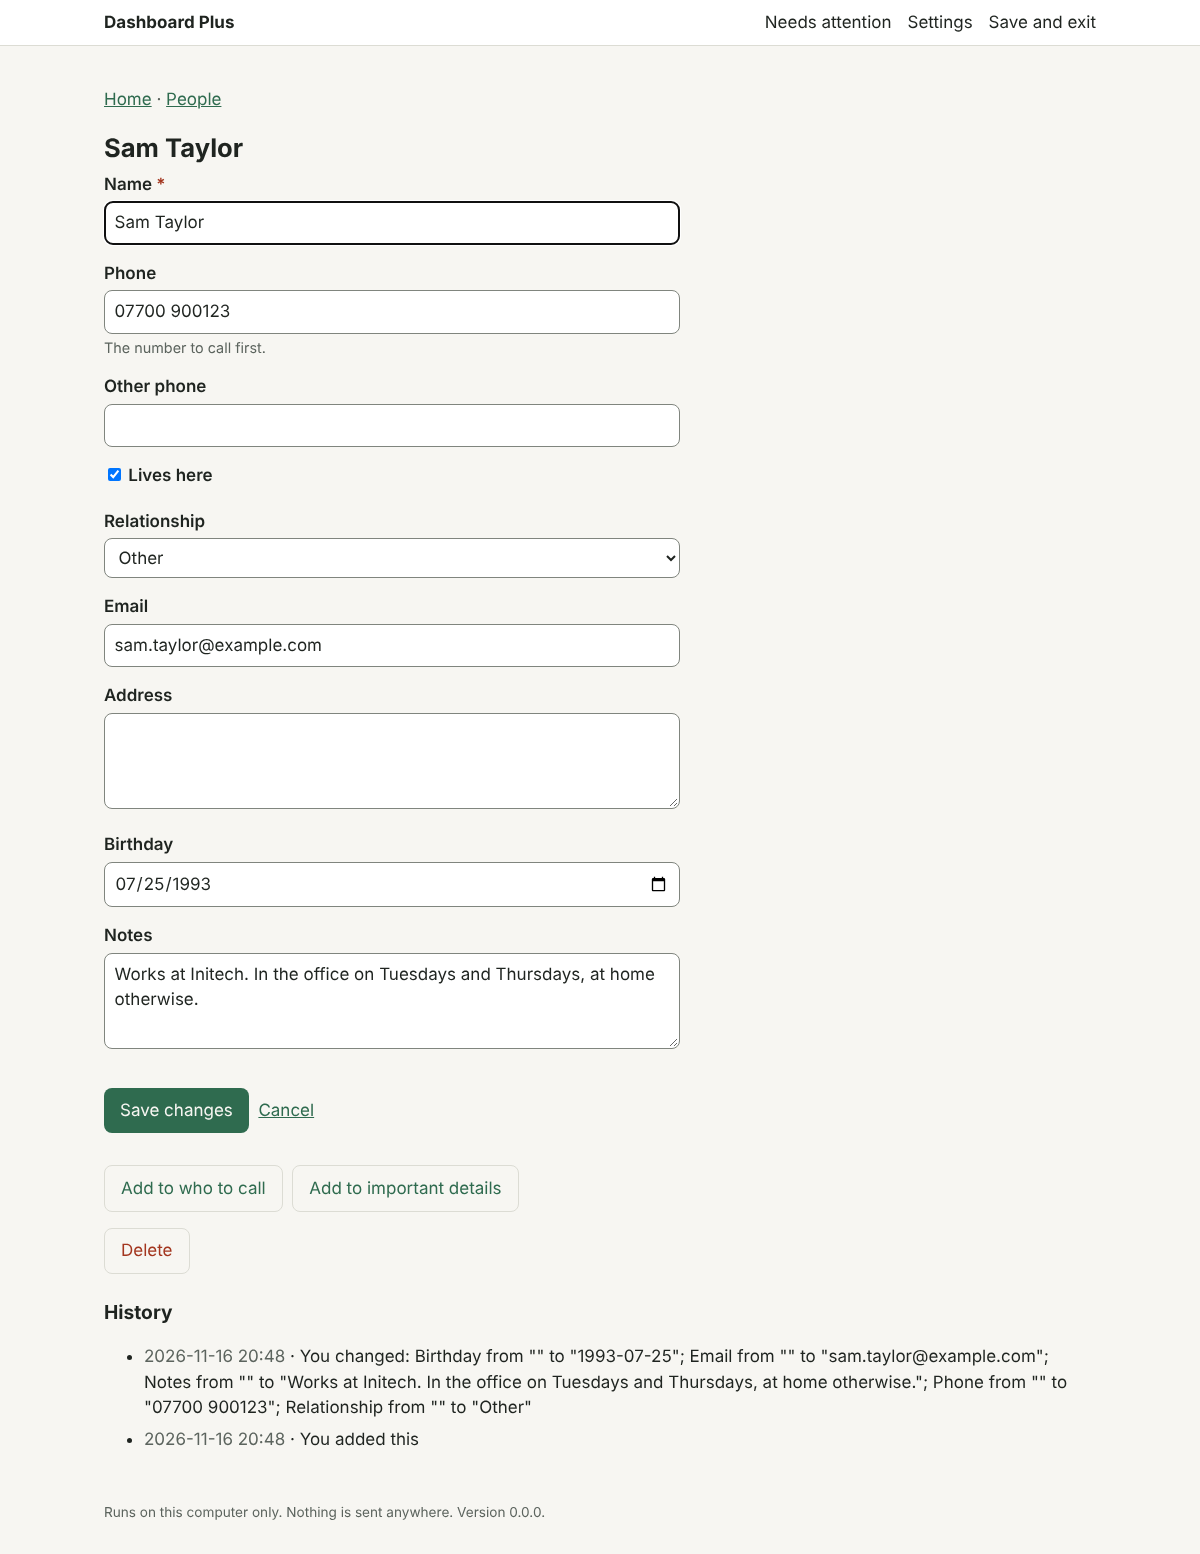 Dashboard Plus
Needs attention Settings Save and exit
Home · People
Sam Taylor
Name *
Sam Taylor
Phone
07700 900123
The number to call first.
Other phone
Lives here
Relationship
Other
Email
sam.taylor@example.com
Address
Birthday
07/25/1993
Notes
Works at Initech. In the office on Tuesdays and Thursdays, at home
otherwise.
Save changes Cancel
Add to who to call Add to important details
Delete
History
2026-11-16 20:48 · You changed: Birthday from "" to "1993-07-25"; Email from "" to "sam.taylor@example.com";
Notes from "" to "Works at Initech. In the office on Tuesdays and Thursdays, at home otherwise."; Phone from "" to
"07700 900123"; Relationship from "" to "Other"
2026-11-16 20:48 · You added this
Runs on this computer only. Nothing is sent anywhere. Version 0.0.0.